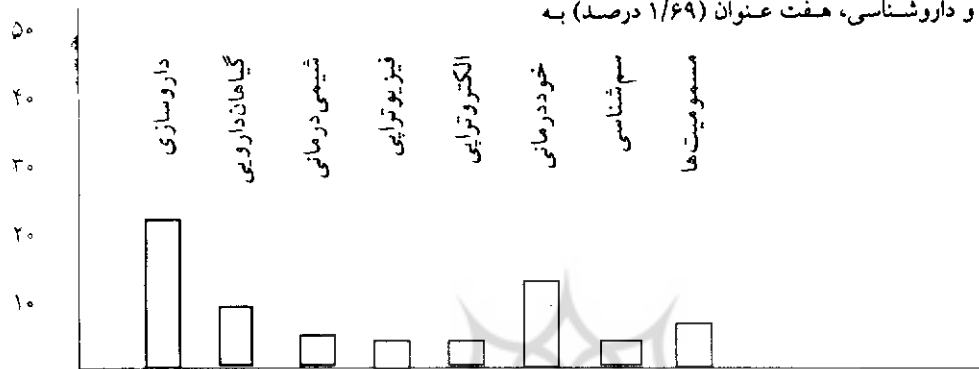 و داروشناسی، هفت عنوان (۱/۶۹ درصد) به
۵۰
۴۰
۳۰
۲۰
۱۰
داروسازی
گیاهان‌دارویی
شیمی‌درمانی
فیزیوتراپی
الکتروتراپی
خوددرمانی
سم‌شناسی
مسمومیت‌ها